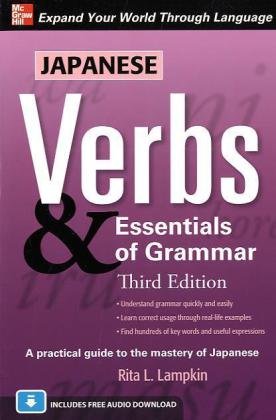 Mc
Graw
Hill
Expand Your World Through Language
JAPANESE
Verbs
& Essentials
of Grammar
Third Edition
• Understand grammar quickly and easily
• Learn correct usage through real-life examples
• Find hundreds of key words and useful expressions
A practical guide to the mastery of Japanese
Rita L. Lampkin
INCLUDES FREE AUDIO DOWNLOAD